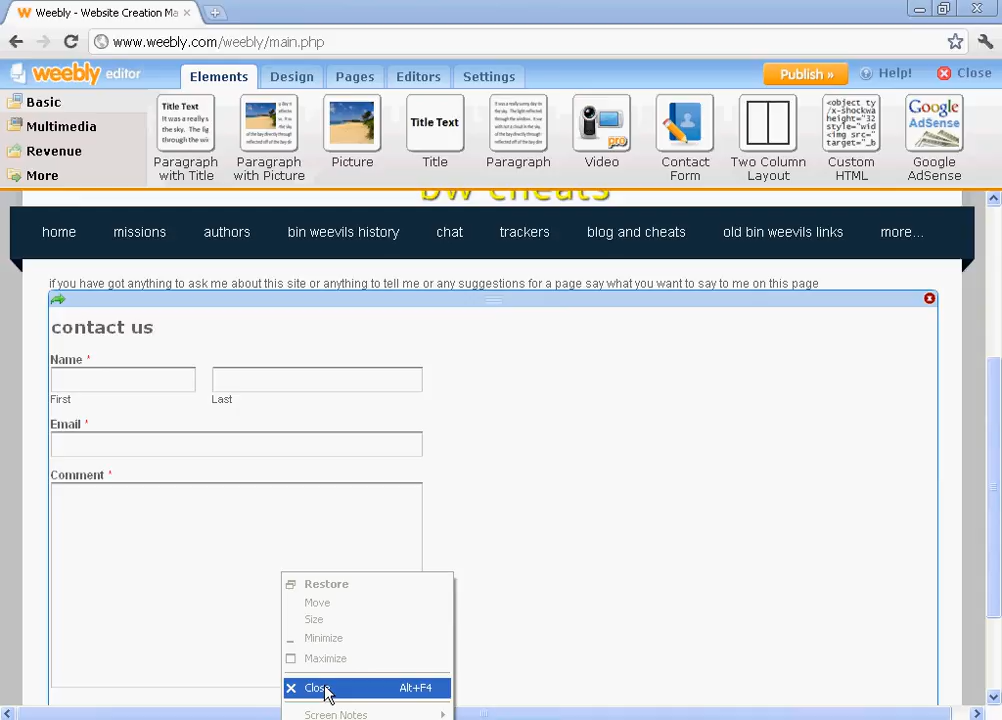 Weebly - Website Creation Ma
www.weebly.com/weebly/main.php
weebly editor
Elements
Design
Pages
Editors
Settings
Publish »
Help!
Close
Basic
Multimedia
Revenue
More
Title Text
Title Text
pro
Google
AdSense
Paragraph
with Title
Paragraph
with Picture
Picture
Title
Paragraph
Video
Contact
Form
Two Column
Layout
Custom
HTML
Google
AdSense
bw cheats
home
missions
authors
bin weevils history
chat
trackers
blog and cheats
old bin weevils links
more...
if you have got anything to ask me about this site or anything to tell me or any suggestions for a page say what you want to say to me on this page
contact us
Name *
First
Last
Email *
Comment *
Restore
Move
Size
Minimize
Maximize
Close Alt+F4
Screen Notes